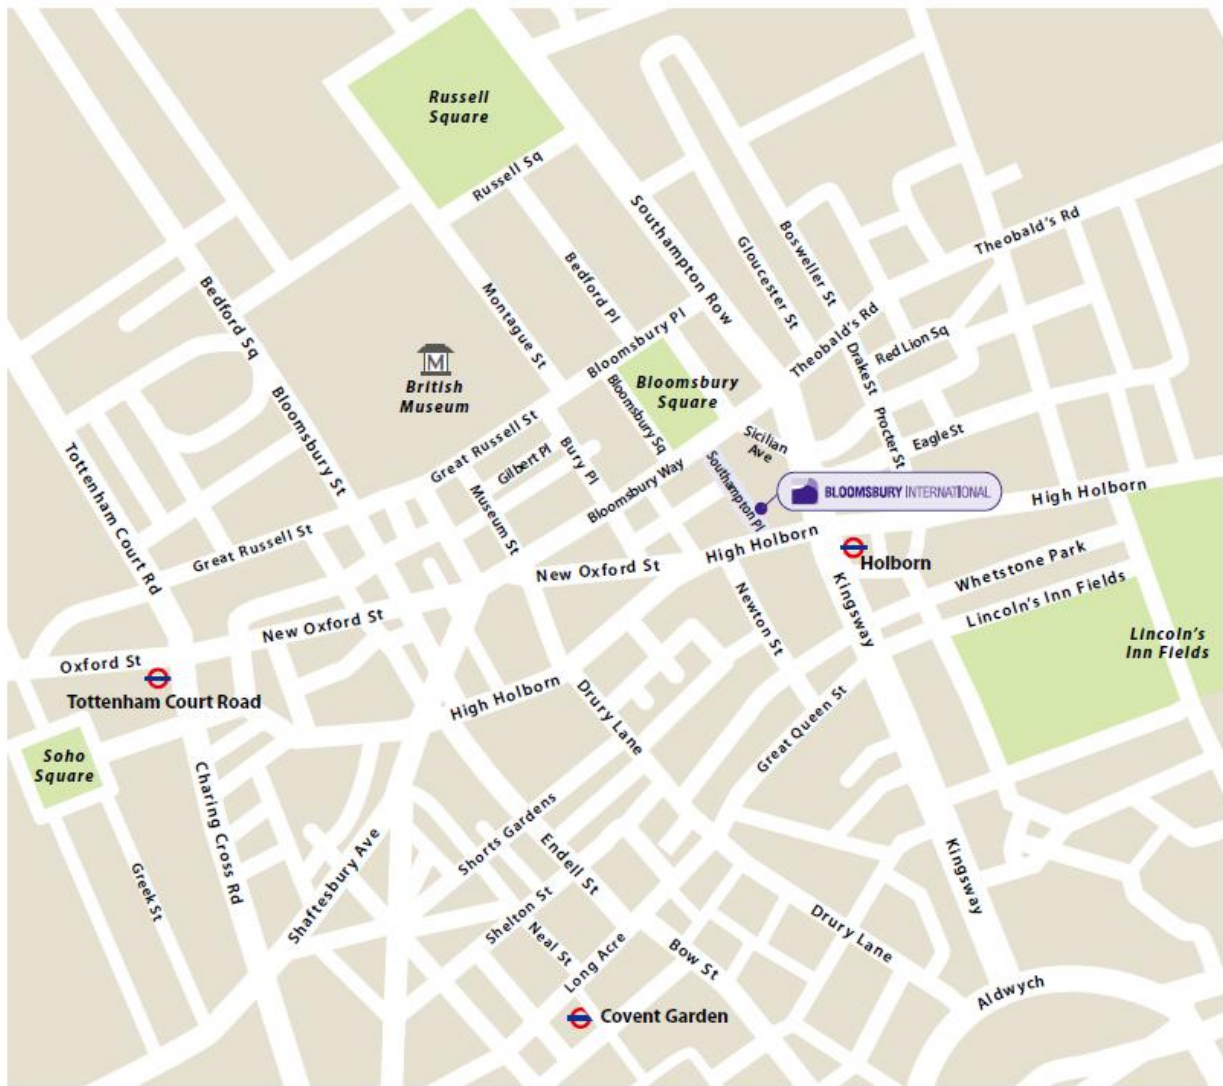 Russell
Square
Russell Sq
Southampton Row
Bosweller St
Gloucester St
Theobald's Rd
Bedford Pl
Bedford Sq
Montague St
Bloomsbury Pl
Theobald's Rd
Drake St
Red Lion Sq
British
Museum
Bloomsbury
Square
Bloomsbury Sq
Bloomsbury St
Great Russell St
Gilbert Pl
Bury Pl
Museum St
Bloomsbury Way
Sicilian
Ave
Southampton Pl
Procter St
Eagle St
BLOOMSBURY INTERNATIONAL
High Holborn
Tottenham Court Rd
Great Russell St
New Oxford St
High Holborn
Holborn
Whetstone Park
Lincoln's Inn Fields
Lincoln's
Inn Fields
Kingsway
Newton St
New Oxford St
Oxford St
Tottenham Court Road
High Holborn
Drury Lane
Great Queen St
Soho
Square
Charing Cross Rd
Greek St
Shaftesbury Ave
Shorts Gardens
Endell St
Shelton St
Neal St
Long Acre
Bow St
Drury Lane
Kingsway
Aldwych
Covent Garden